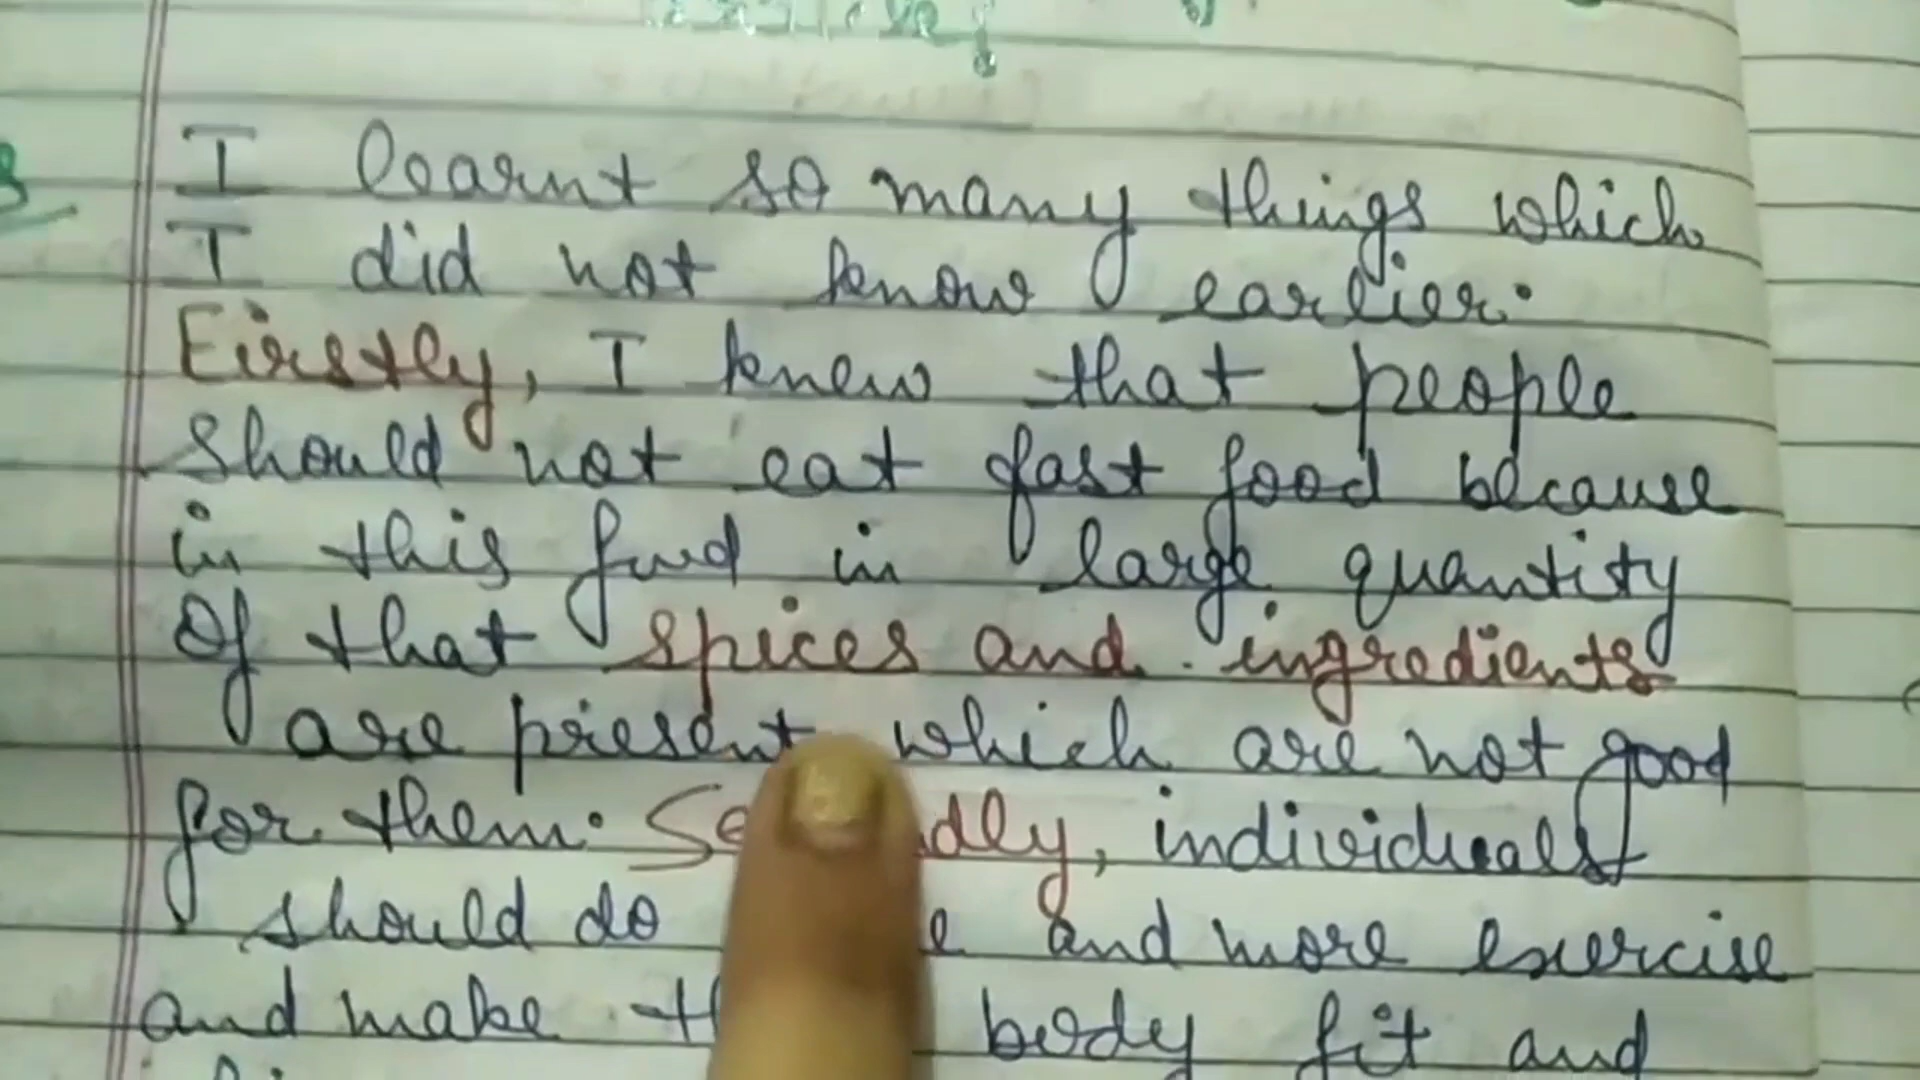 I learnt so many things which
I did not know earlier.
Firstly, I knew that people
should not eat fast food because
in this food in large quantity
of that spices and ingredients
are present which are not good
for them. individuals
should do and more exercise
and make body fit and